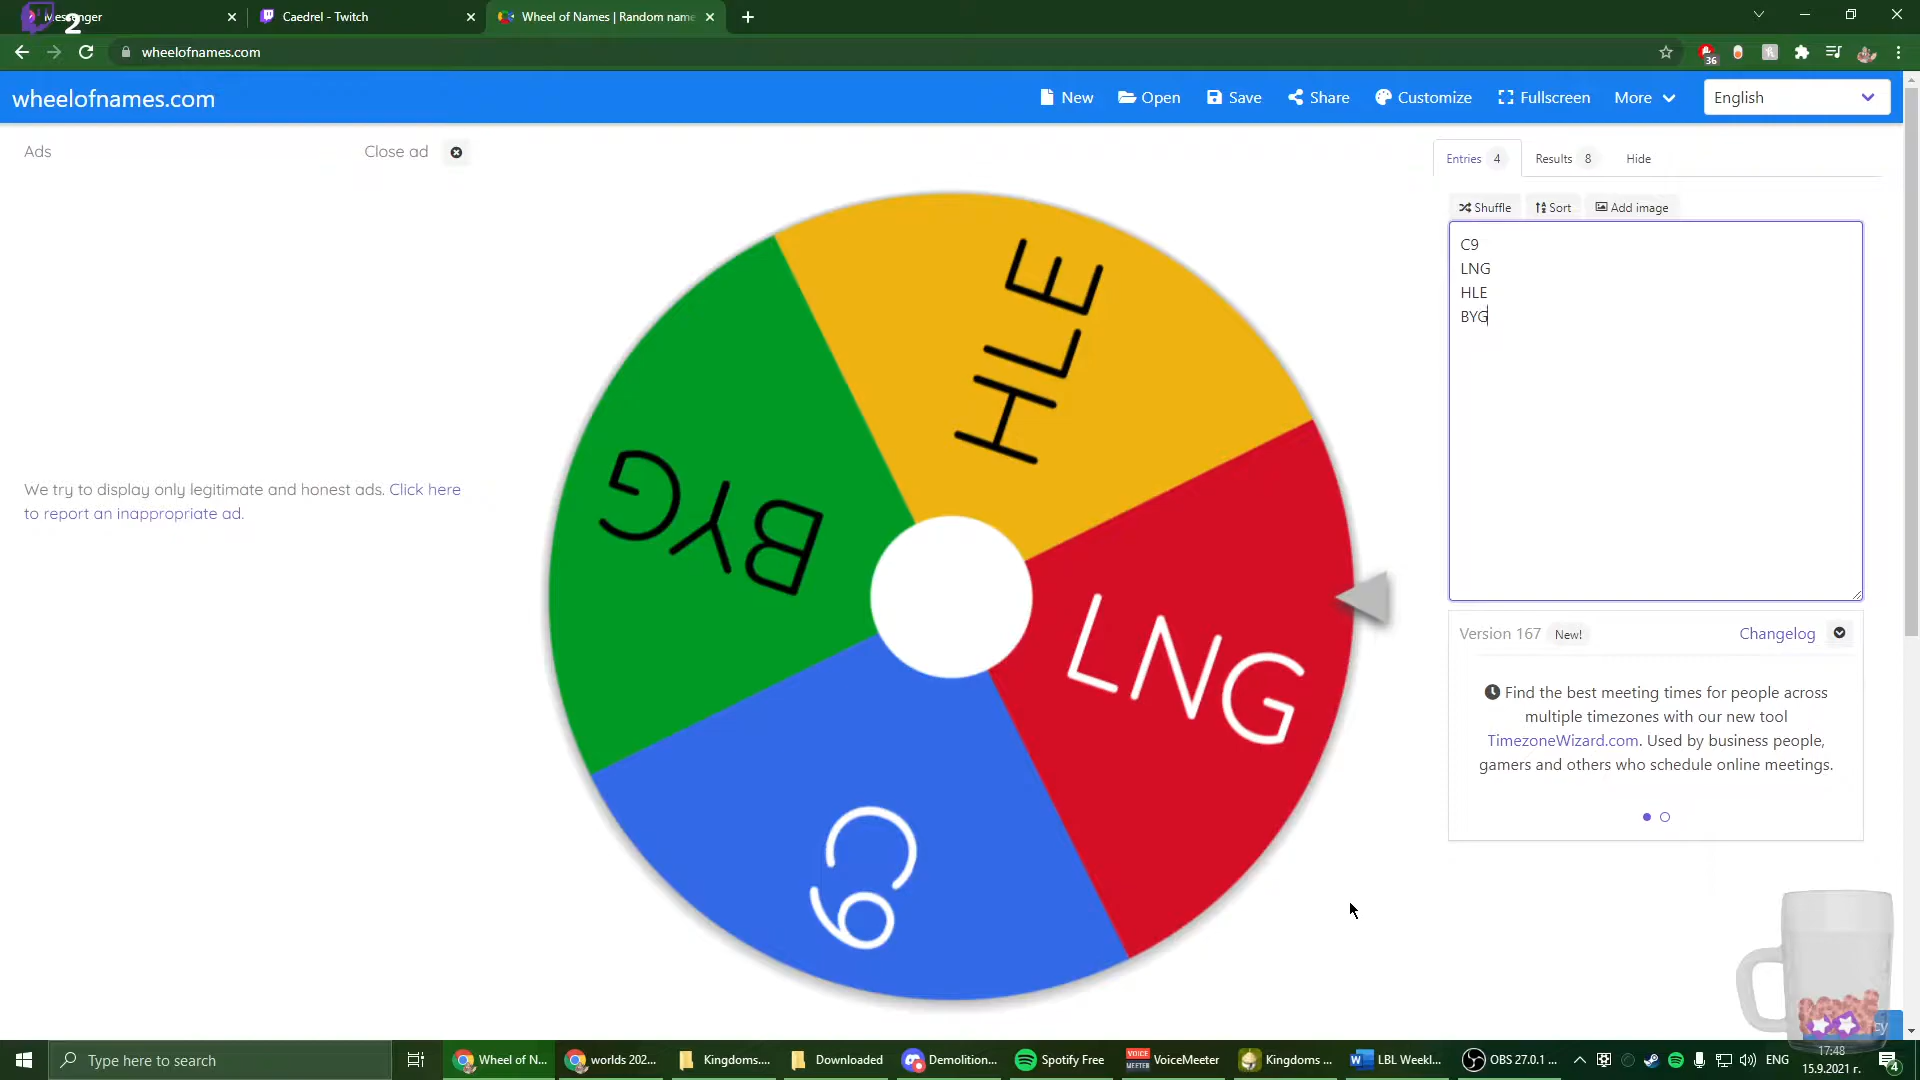 Messenger
2
Caedrel - Twitch
Wheel of Names | Random name
wheelofnames.com
36
wheelofnames.com
New
Open
Save
Share
Customize
Fullscreen
More
English
Ads
Close ad
Entries 4
Results 8
Hide
Shuffle
Sort
Add image
C9
LNG
HLE
BYG
HLE
BYG
LNG
C9
We try to display only legitimate and honest ads. Click here
to report an inappropriate ad.
Version 167 New!
Changelog
Find the best meeting times for people across
multiple timezones with our new tool
TimezoneWizard.com. Used by business people,
gamers and others who schedule online meetings.
Type here to search
Wheel of N...
worlds 202...
Kingdoms....
Downloaded
Demolition...
Spotify Free
VOICE
MEETER
VoiceMeeter
Kingdoms ...
LBL Weekl...
OBS 27.0.1 ...
ENG
17:48
15.9.2021 г.
4